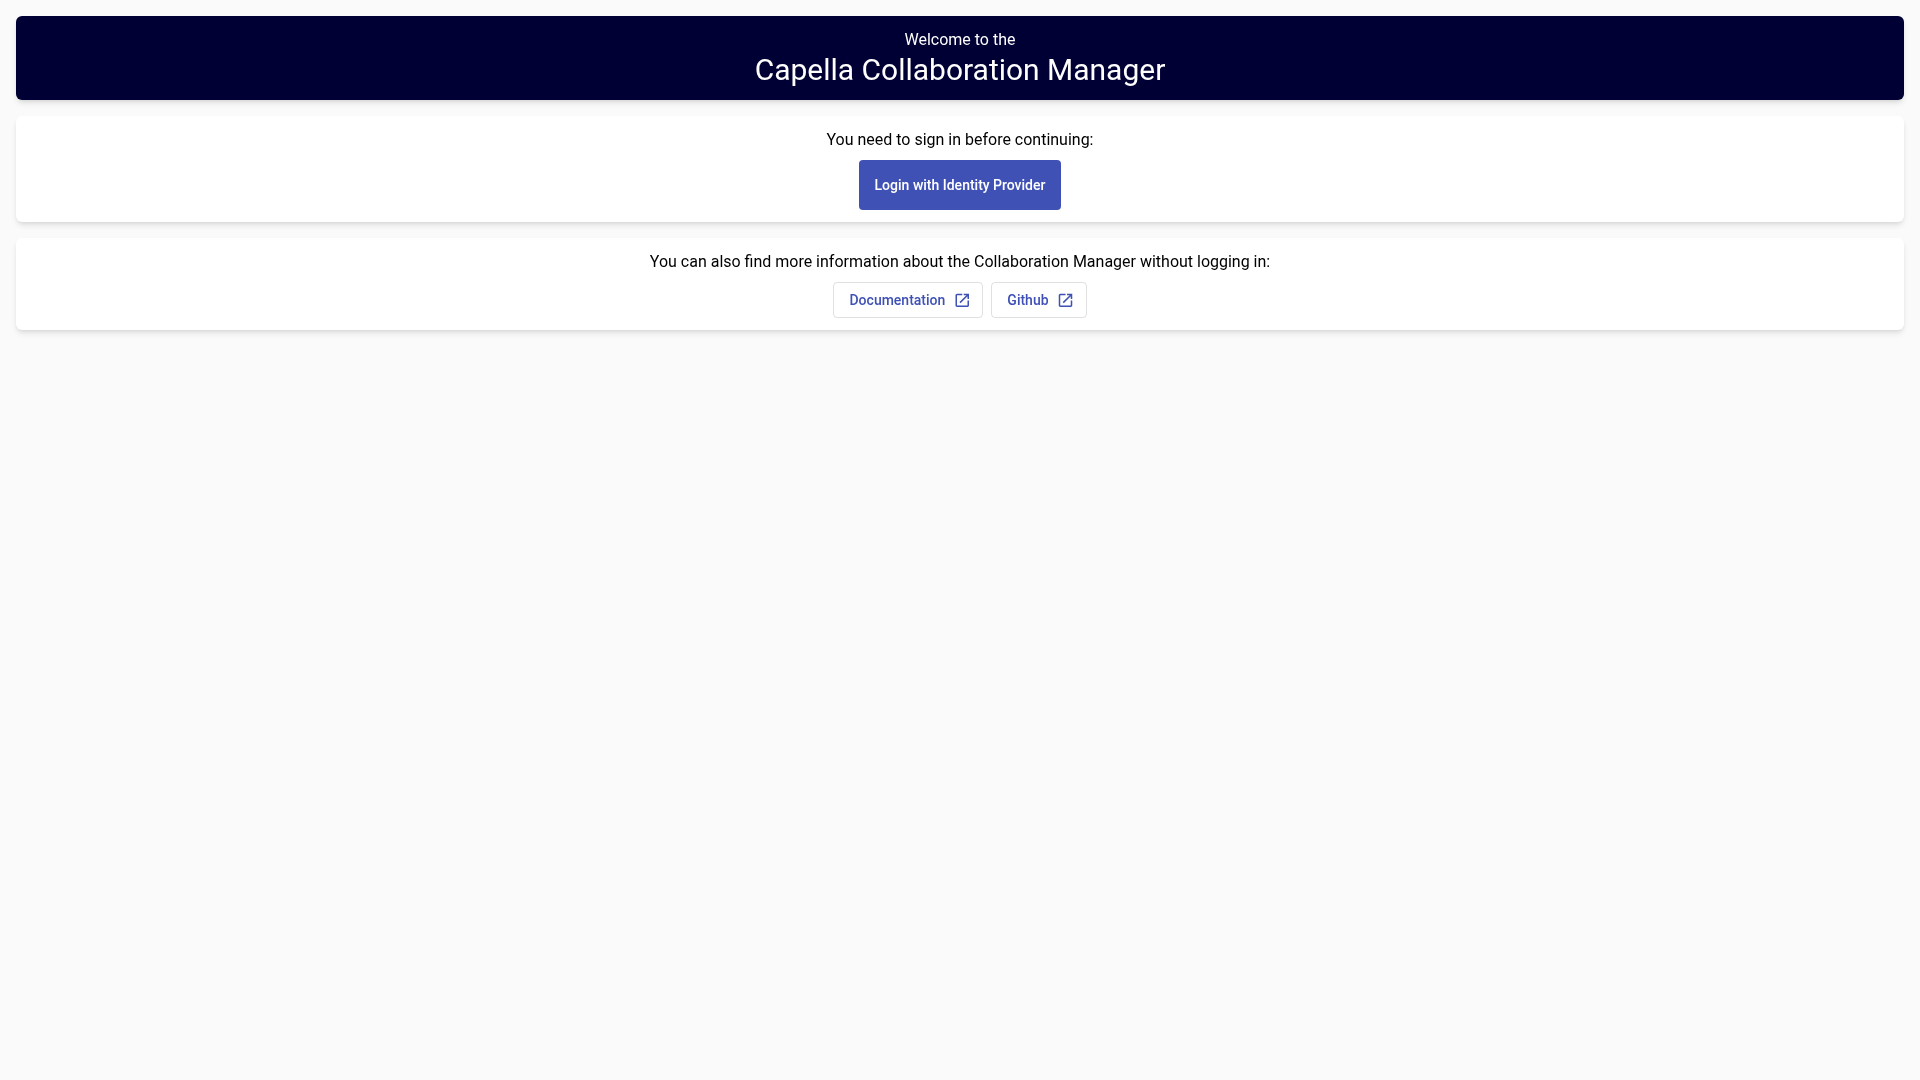 Welcome to the
Capella Collaboration Manager
You need to sign in before continuing:
Login with Identity Provider
You can also find more information about the Collaboration Manager without logging in:
Documentation
Github